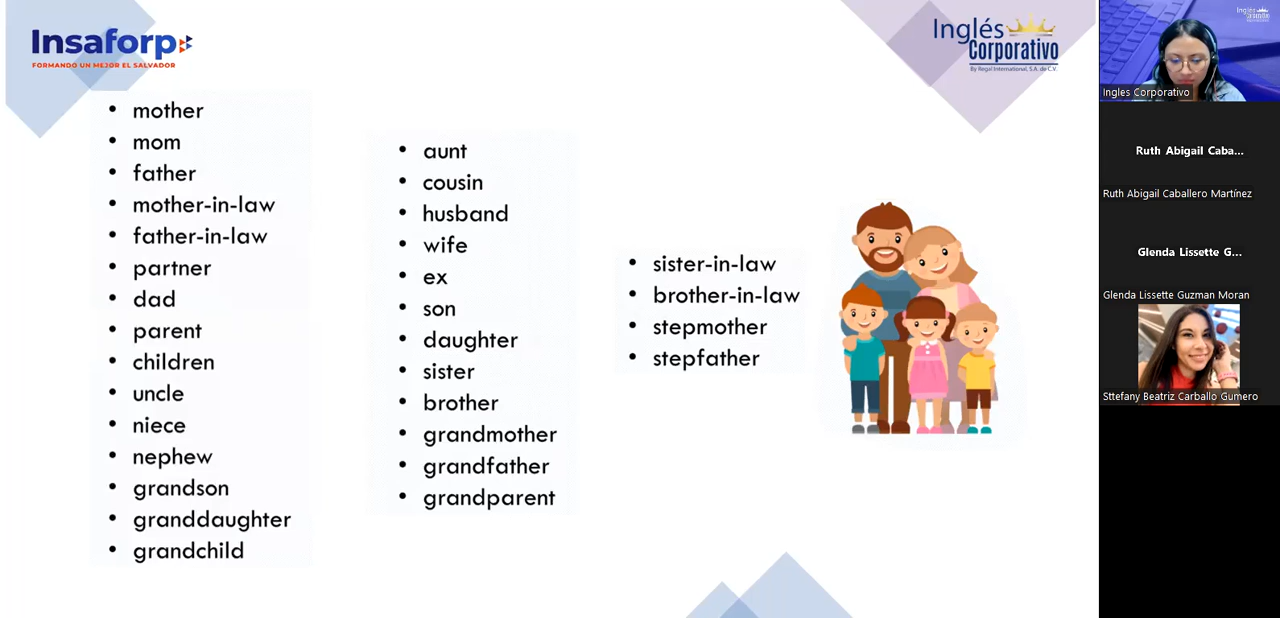 Insaforp
FORMANDO UN MEJOR EL SALVADOR
Inglés
Corporativo
By Regal International, S.A. de C.V.
• mother
• mom
• father
• mother-in-law
• father-in-law
• partner
• dad
• parent
• children
• uncle
• niece
• nephew
• grandson
• granddaughter
• grandchild
• aunt
• cousin
• husband
• wife
• ex
• son
• daughter
• sister
• brother
• grandmother
• grandfather
• grandparent
• sister-in-law
• brother-in-law
• stepmother
• stepfather
Inglés
Ingles Corporativo
Ruth Abigail Caba...
Ruth Abigail Caballero Martínez
Glenda Lissette G...
Glenda Lissette Guzman Moran
Sttefany Beatriz Carballo Gumero